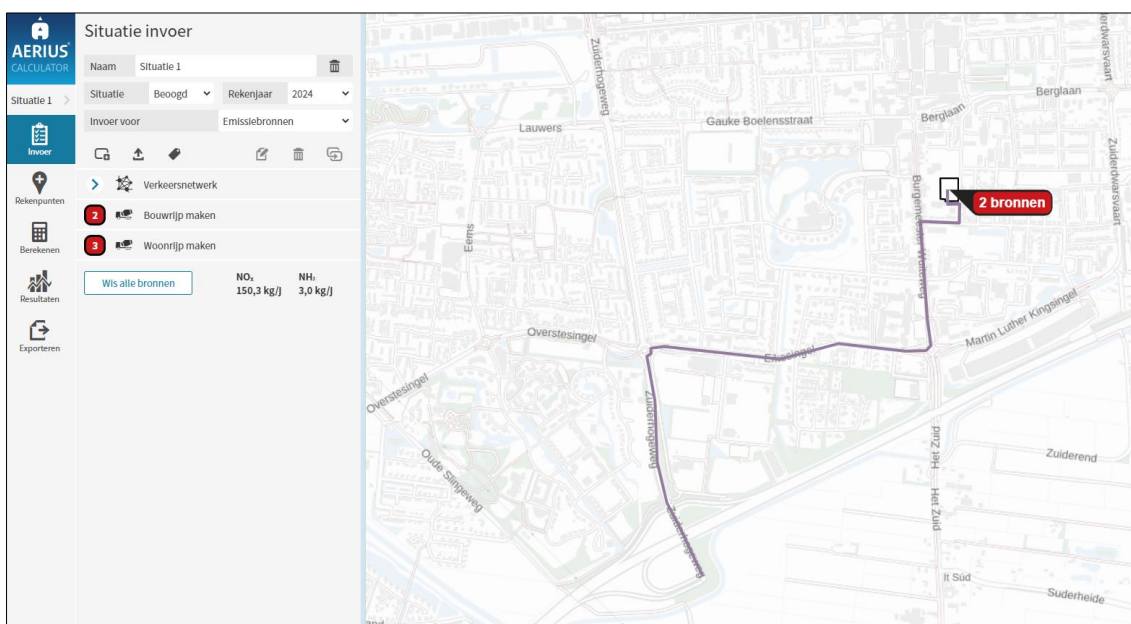 AERIUS
CALCULATOR
Situatie 1
Invoer
Rekenpunten
Berekenen
Resultaten
Exporteren
Situatie invoer
Naam Situatie 1
Situatie Beoogd Rekenjaar 2024
Invoer voor Emissiebronnen
Verkeersnetwerk
2 Bouwrijp maken
3 Woonrijp maken
Wis alle bronnen
NOₓ NH₃
150,3 kg/j 3,0 kg/j
Zuiderhogeweg
Lauwers
Gauke Boelensstraat
Berglaan
Berglaan
Zuiderdwarsvaart
Burgemeester Wuiteweg
2 bronnen
Eems
Overstesingel
Eikesingel
Martin Luther Kingsingel
Overstesingel
Zuiderhogeweg
Oude Slingeweg
Het Zuid
Zuiderend
Het Zuid
Zuiderhogeweg
It Súd
Suderheide